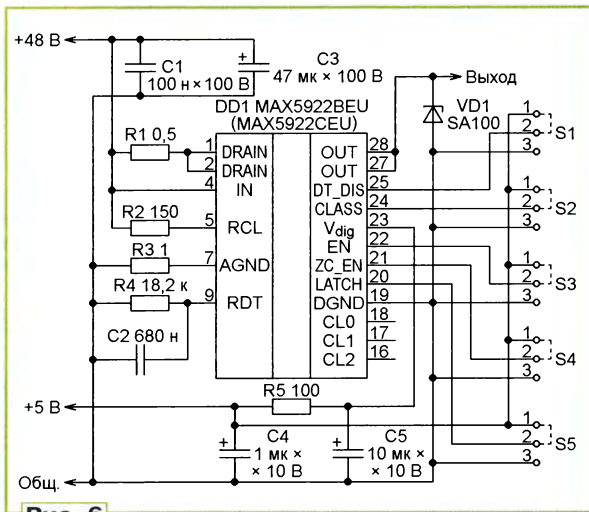 +48 В
C1
100 н × 100 В
C3
47 мк × 100 В
+
DD1 MAX5922BEU
(MAX5922CEU)
Выход
VD1
SA100
R1 0,5
1 DRAIN
2 DRAIN
4 IN
R2 150
5 RCL
R3 1
7 AGND
R4 18,2 к
9 RDT
C2 680 н
OUT 28
OUT 27
DT_DIS 25
CLASS 24
Vdig 23
EN 22
ZC_EN 21
LATCH 20
DGND 19
CL0 18
CL1 17
CL2 16
1
2
3
S1
1
2
3
S2
1
2
3
S3
1
2
3
S4
1
2
3
S5
R5 100
+5 В
+
C4
1 мк ×
× 10 В
+
C5
10 мк ×
× 10 В
Общ.
Рис. 6